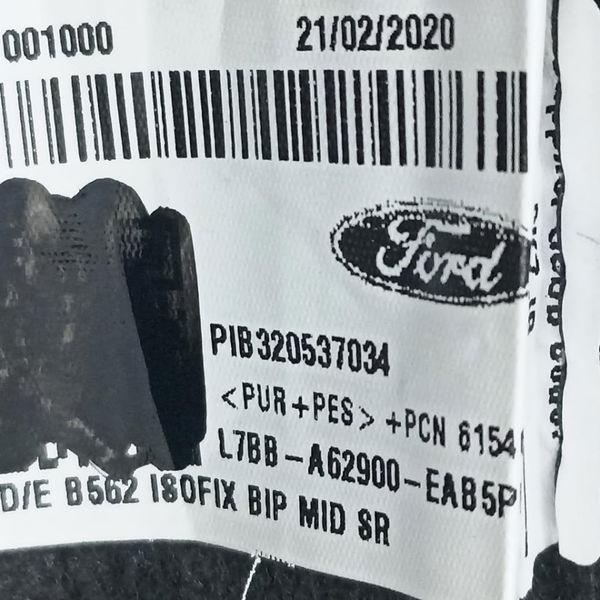 001000 21/02/2020
Ford
PIB320537034
<PUR+PES> +PCN 6154
L7BB-A62900-EAB5P
D/E B562 ISOFIX BIP MID SR